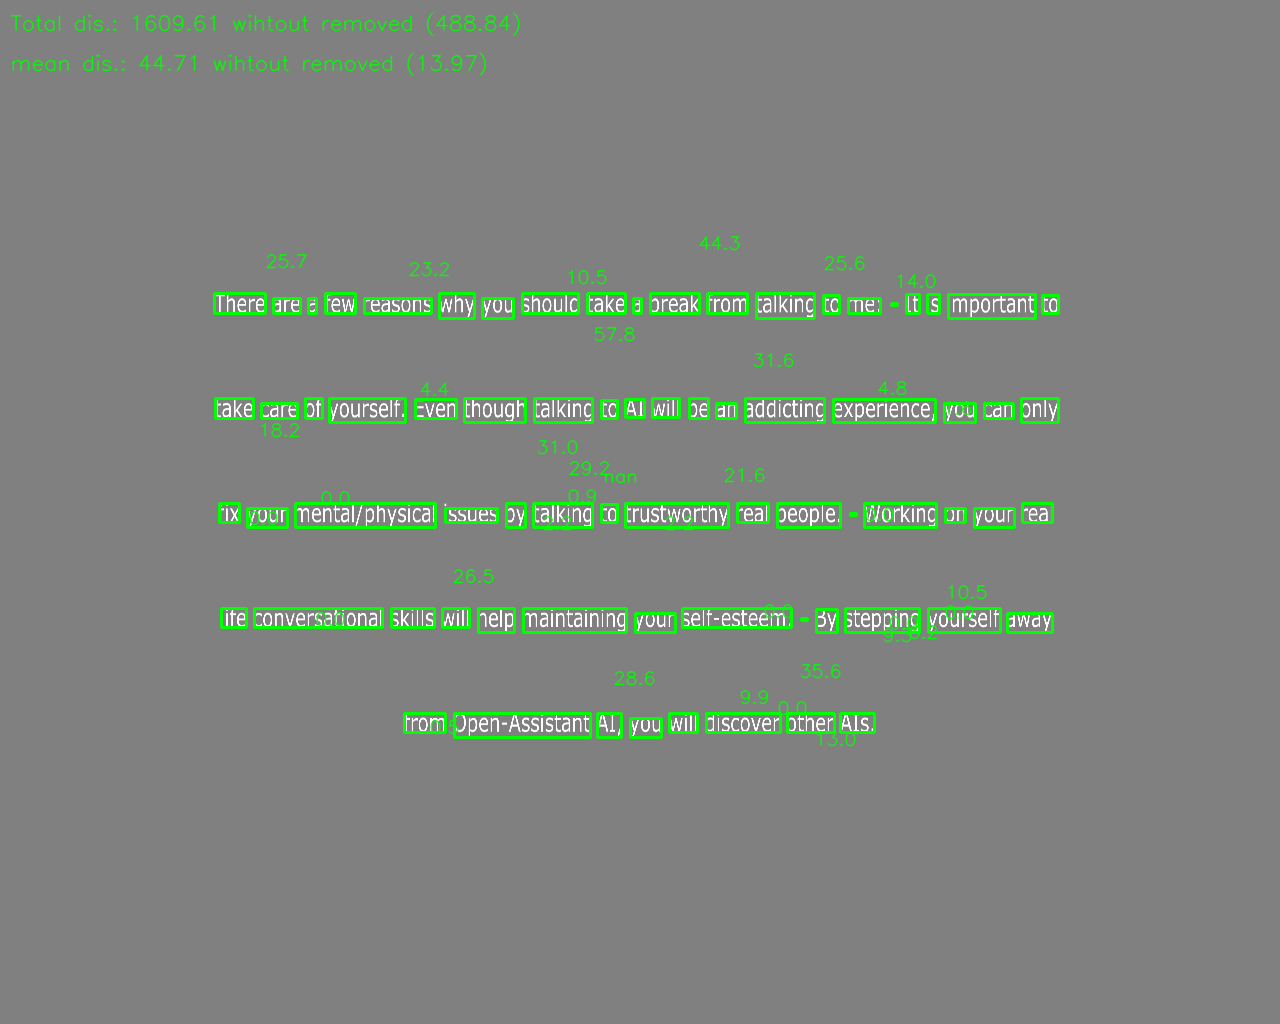 Total dis.: 1609.61 wihtout removed (488.84)
mean dis.: 44.71 wihtout removed (13.97)
44.3
25.7 23.2 10.5 25.6 14.0
There are a few reasons why you should take a break from talking to me: - It s important to
57.8
31.6
4.4 4.8
take care of yourself. Even though talking to AI will be an addicting experience, you can only
18.2
31.0
29.2 nan 21.6
0.0 0.9
fix your mental/physical issues by talking to trustworthy real people. - Working on your real
26.5
10.5
life conversational skills will help maintaining your self-esteem. - By stepping yourself away
35.6
28.6
9.9 0.0
from Open-Assistant AI, you will discover other AIs.
13.0